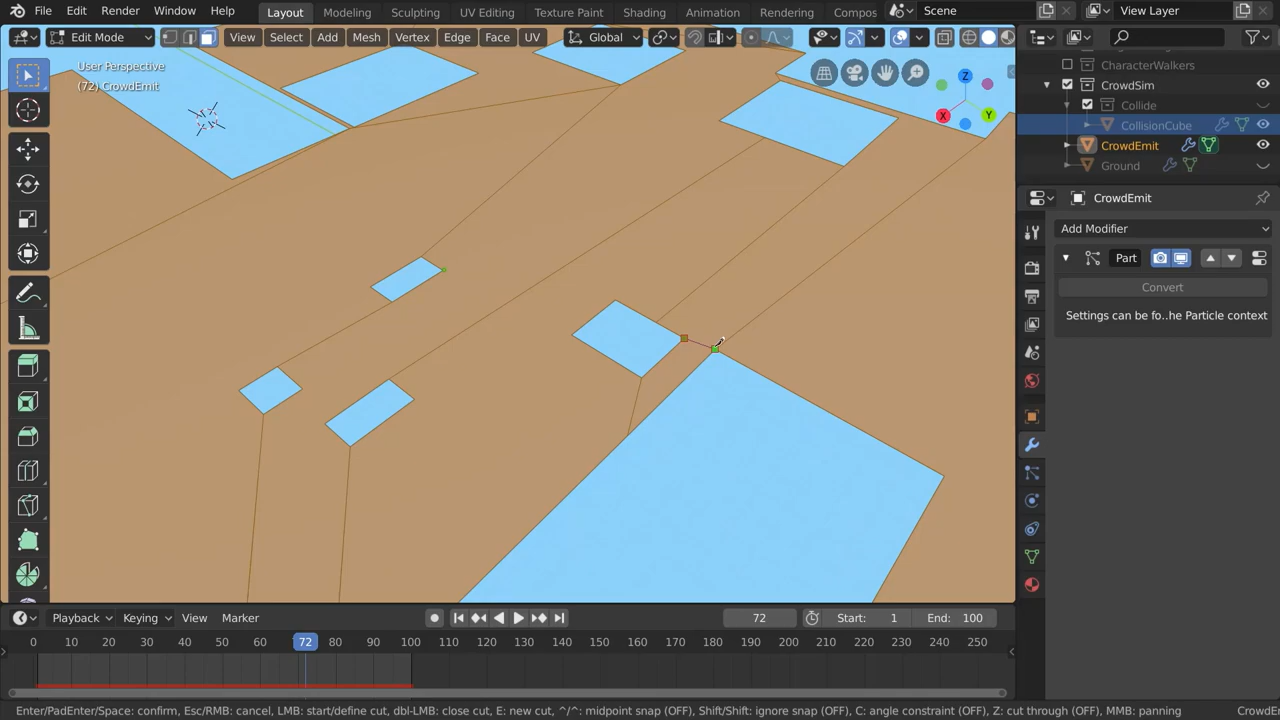 File Edit Render Window Help Layout Modeling Sculpting UV Editing Texture Paint Shading Animation Rendering Compos Scene View Layer
Edit Mode View Select Add Mesh Vertex Edge Face UV Global
User Perspective
(72) CrowdEmit
Z
Y
X
CharacterWalkers
CrowdSim
Collide
CollisionCube
CrowdEmit
Ground
CrowdEmit
Add Modifier
Part
Convert
Settings can be fo..he Particle context
Playback Keying View Marker 72 Start: 1 End: 100
0 10 20 30 40 50 60 72 80 90 100 110 120 130 140 150 160 170 180 190 200 210 220 230 240 250
Enter/PadEnter/Space: confirm, Esc/RMB: cancel, LMB: start/define cut, dbl-LMB: close cut, E: new cut, ^/^: midpoint snap (OFF), Shift/Shift: ignore snap (OFF), C: angle constraint (OFF), Z: cut through (OFF), MMB: panning CrowdE